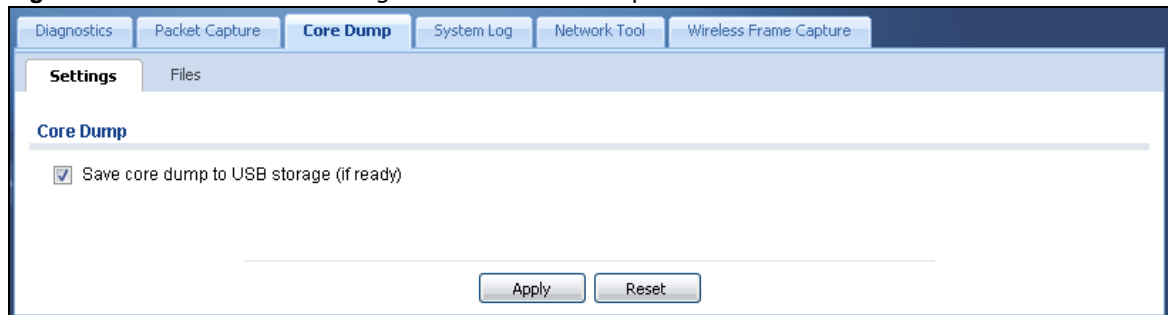 Diagnostics Packet Capture Core Dump System Log Network Tool Wireless Frame Capture
Settings Files
Core Dump
Save core dump to USB storage (if ready)
Apply Reset